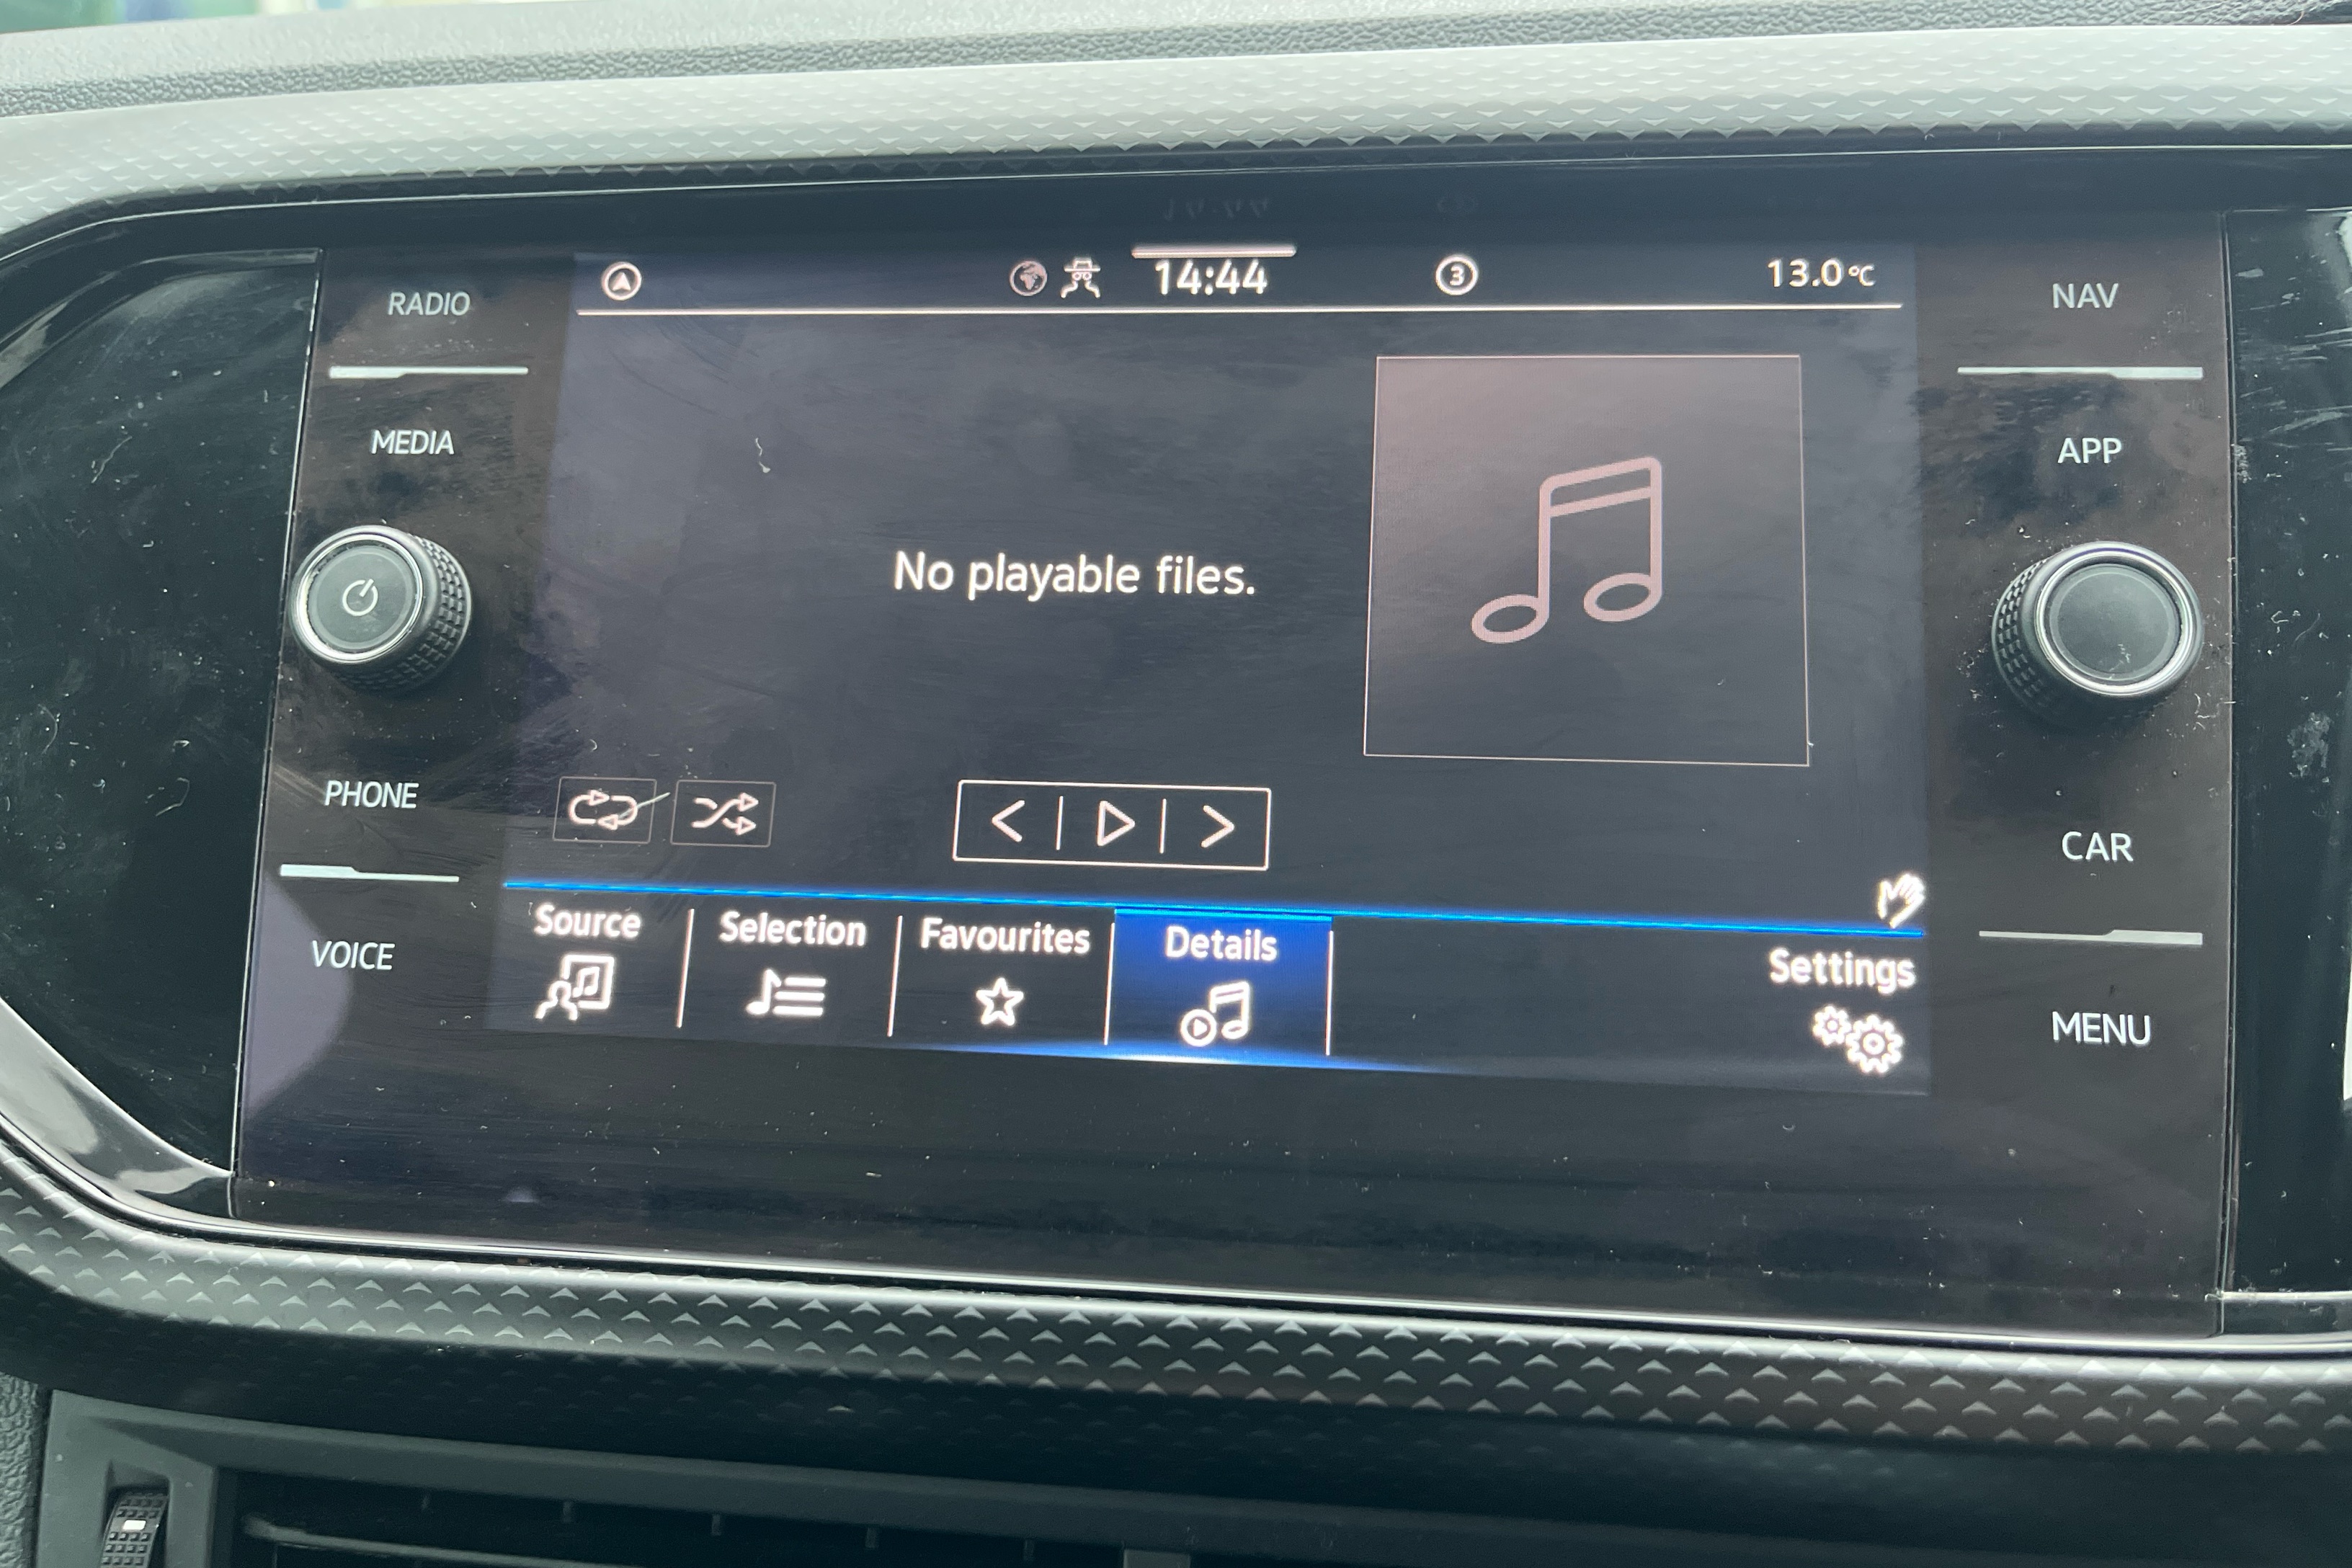 14:44
3
13.0°C
RADIO
MEDIA
PHONE
VOICE
No playable files.
Source
Selection
Favourites
Details
Settings
NAV
APP
CAR
MENU